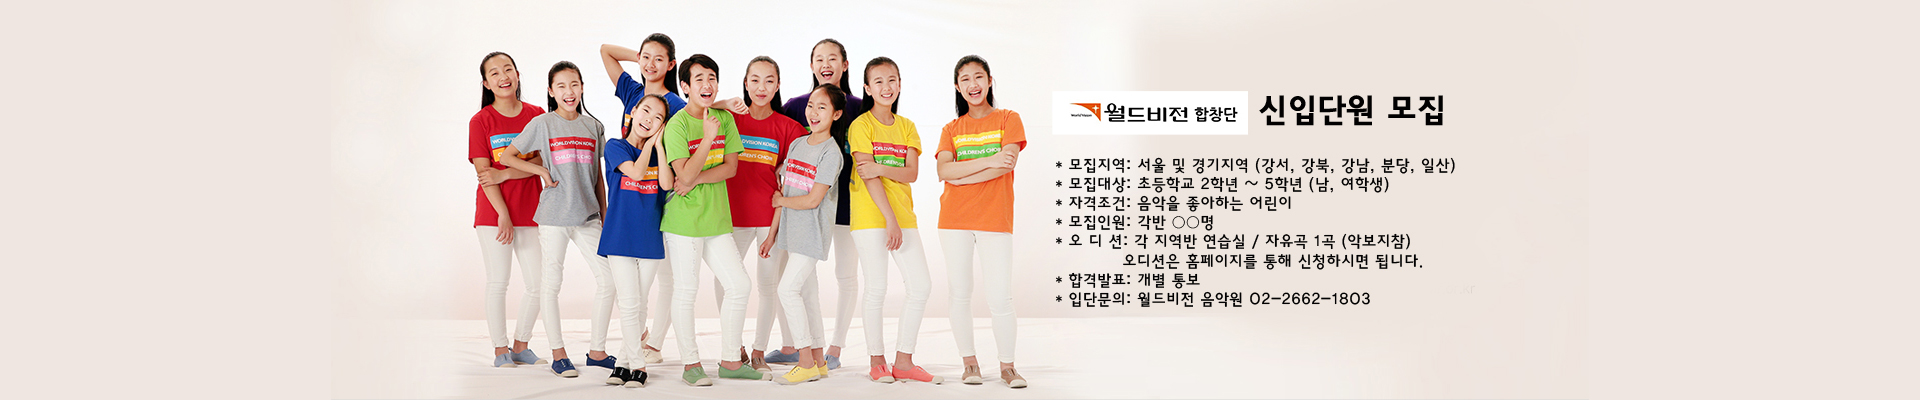 World Vision
월드비전 합창단 신입단원 모집
* 모집지역: 서울 및 경기지역 (강서, 강북, 강남, 분당, 일산)
* 모집대상: 초등학교 2학년 ~ 5학년 (남, 여학생)
* 자격조건: 음악을 좋아하는 어린이
* 모집인원: 각반 ○○명
* 오 디 션: 각 지역반 연습실 / 자유곡 1곡 (악보지참)
오디션은 홈페이지를 통해 신청하시면 됩니다.
* 합격발표: 개별 통보
* 입단문의: 월드비전 음악원 02-2662-1803
WORLD VISION KOREA
CHILDREN'S CHOIR